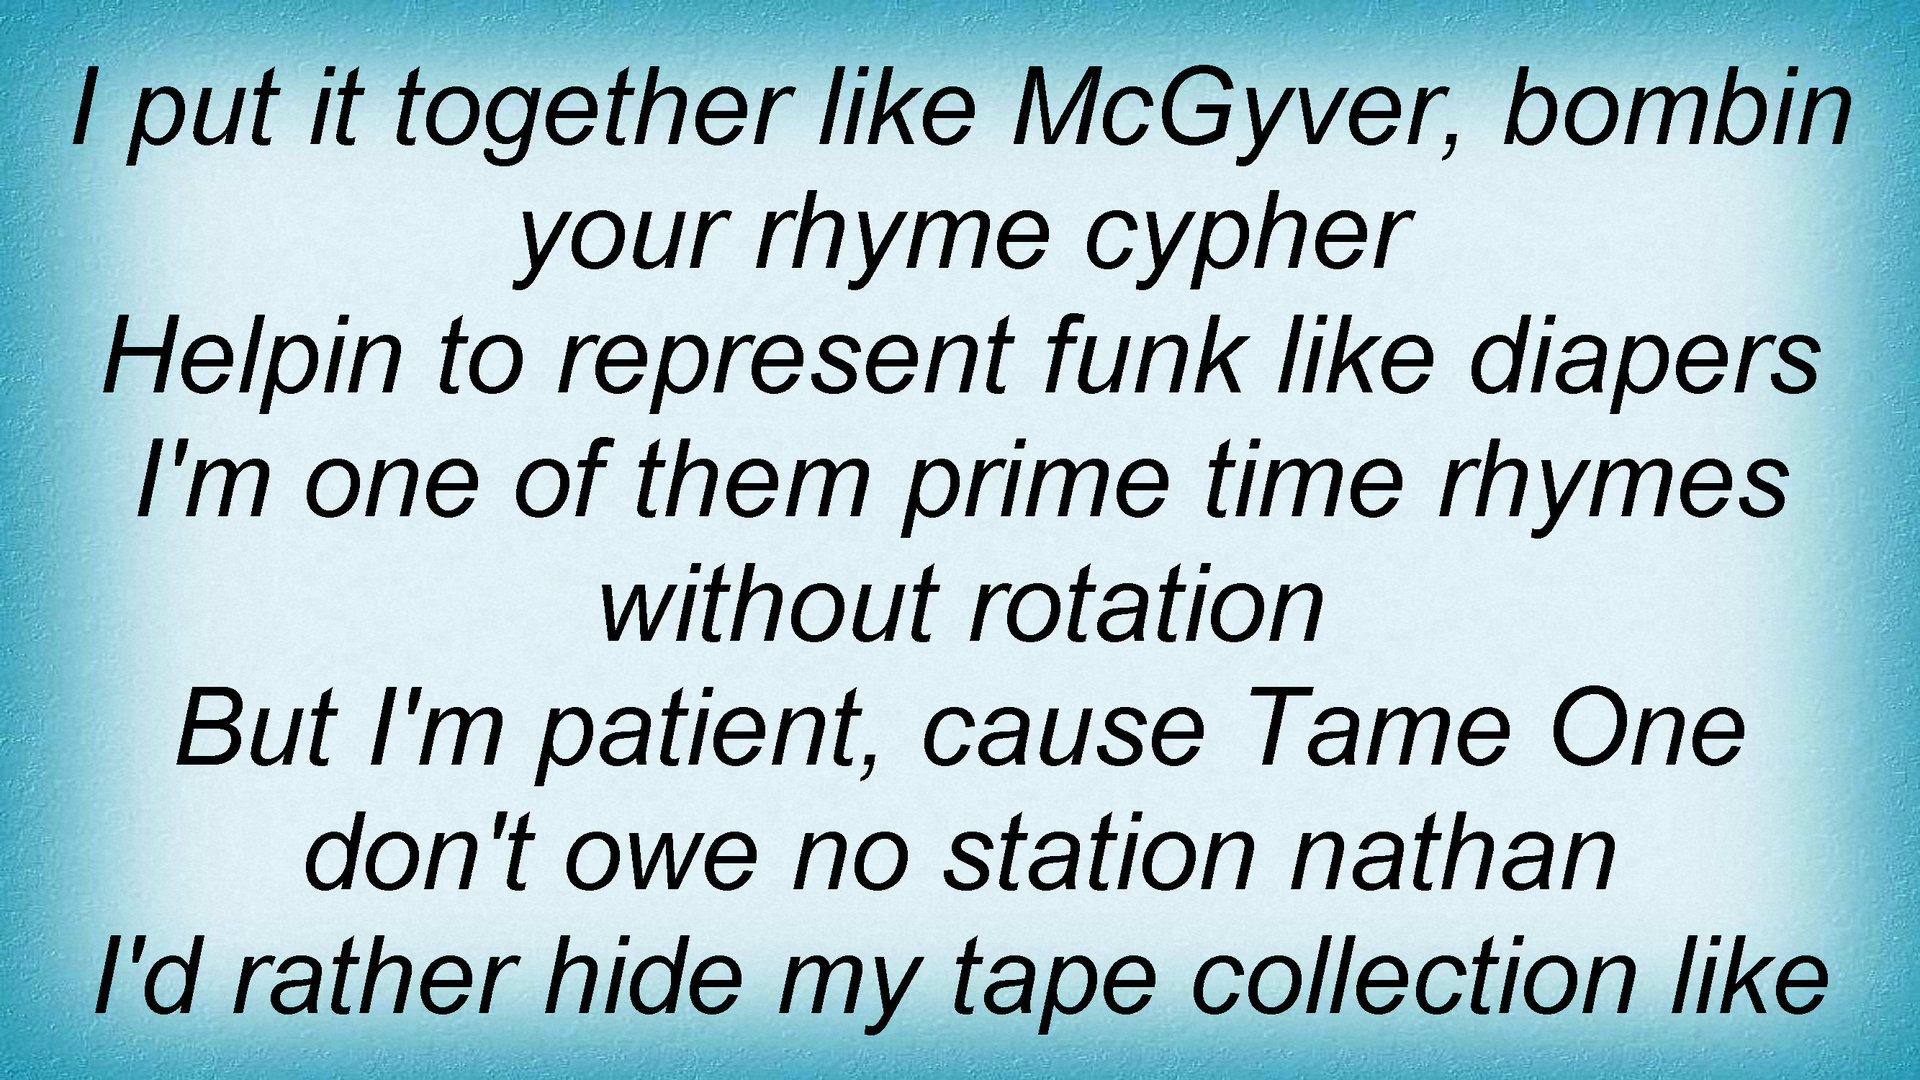 I put it together like McGyver, bombin
your rhyme cypher
Helpin to represent funk like diapers
I'm one of them prime time rhymes
without rotation
But I'm patient, cause Tame One
don't owe no station nathan
I'd rather hide my tape collection like